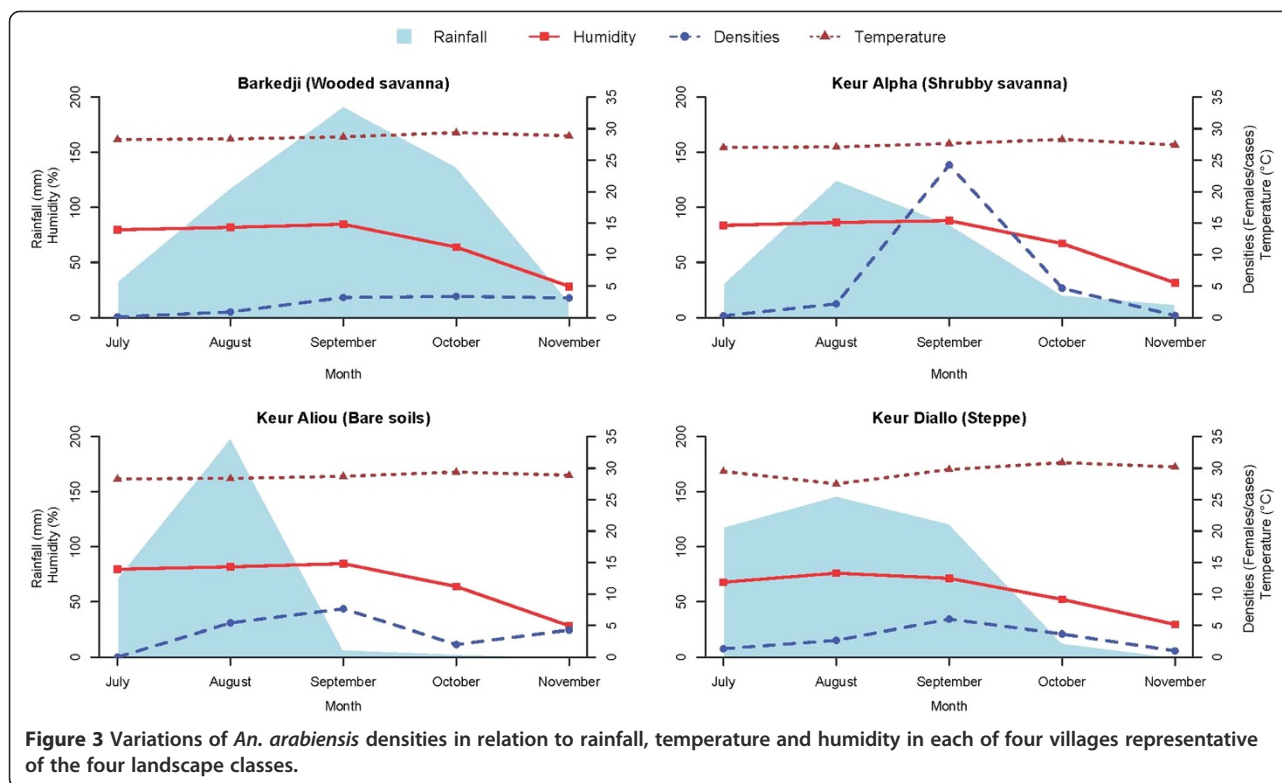 Rainfall Humidity Densities Temperature
Barkedji (Wooded savanna)
200
150
100
50
0
Rainfall (mm)
Humidity (%)
35
30
25
20
15
10
5
0
Densities (Females/cases)
Temperature (°C)
July August September October November
Month
Keur Alpha (Shrubby savanna)
200
150
100
50
0
Rainfall (mm)
Humidity (%)
35
30
25
20
15
10
5
0
Densities (Females/cases)
Temperature (°C)
July August September October November
Month
Keur Aliou (Bare soils)
200
150
100
50
0
Rainfall (mm)
Humidity (%)
35
30
25
20
15
10
5
0
July August September October November
Month
Keur Diallo (Steppe)
200
150
100
50
0
35
30
25
20
15
10
5
0
Densities (Females/cases)
Temperature (°C)
July August September October November
Month
Figure 3 Variations of An. arabiensis densities in relation to rainfall, temperature and humidity in each of four villages representative
of the four landscape classes.